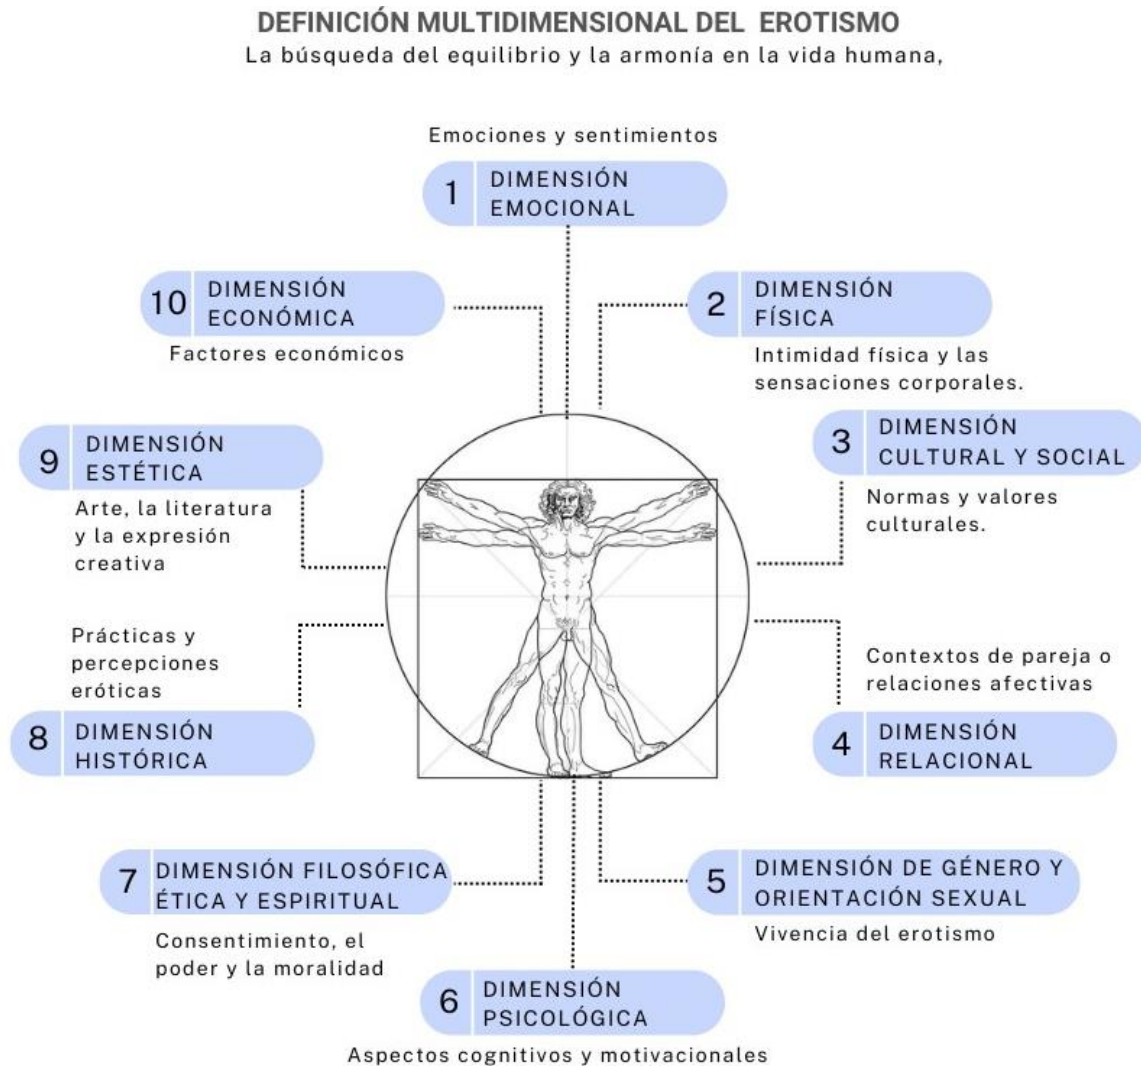 DEFINICIÓN MULTIDIMENSIONAL DEL EROTISMO
La búsqueda del equilibrio y la armonía en la vida humana,
Emociones y sentimientos
1 DIMENSIÓN
EMOCIONAL
2 DIMENSIÓN
FÍSICA
Intimidad física y las
sensaciones corporales.
3 DIMENSIÓN
CULTURAL Y SOCIAL
Normas y valores
culturales.
Contextos de pareja o
relaciones afectivas
4 DIMENSIÓN
RELACIONAL
5 DIMENSIÓN DE GÉNERO Y
ORIENTACIÓN SEXUAL
Vivencia del erotismo
6 DIMENSIÓN
PSICOLÓGICA
Aspectos cognitivos y motivacionales
7 DIMENSIÓN FILOSÓFICA
ÉTICA Y ESPIRITUAL
Consentimiento, el
poder y la moralidad
Prácticas y
percepciones
eróticas
8 DIMENSIÓN
HISTÓRICA
9 DIMENSIÓN
ESTÉTICA
Arte, la literatura
y la expresión
creativa
10 DIMENSIÓN
ECONÓMICA
Factores económicos